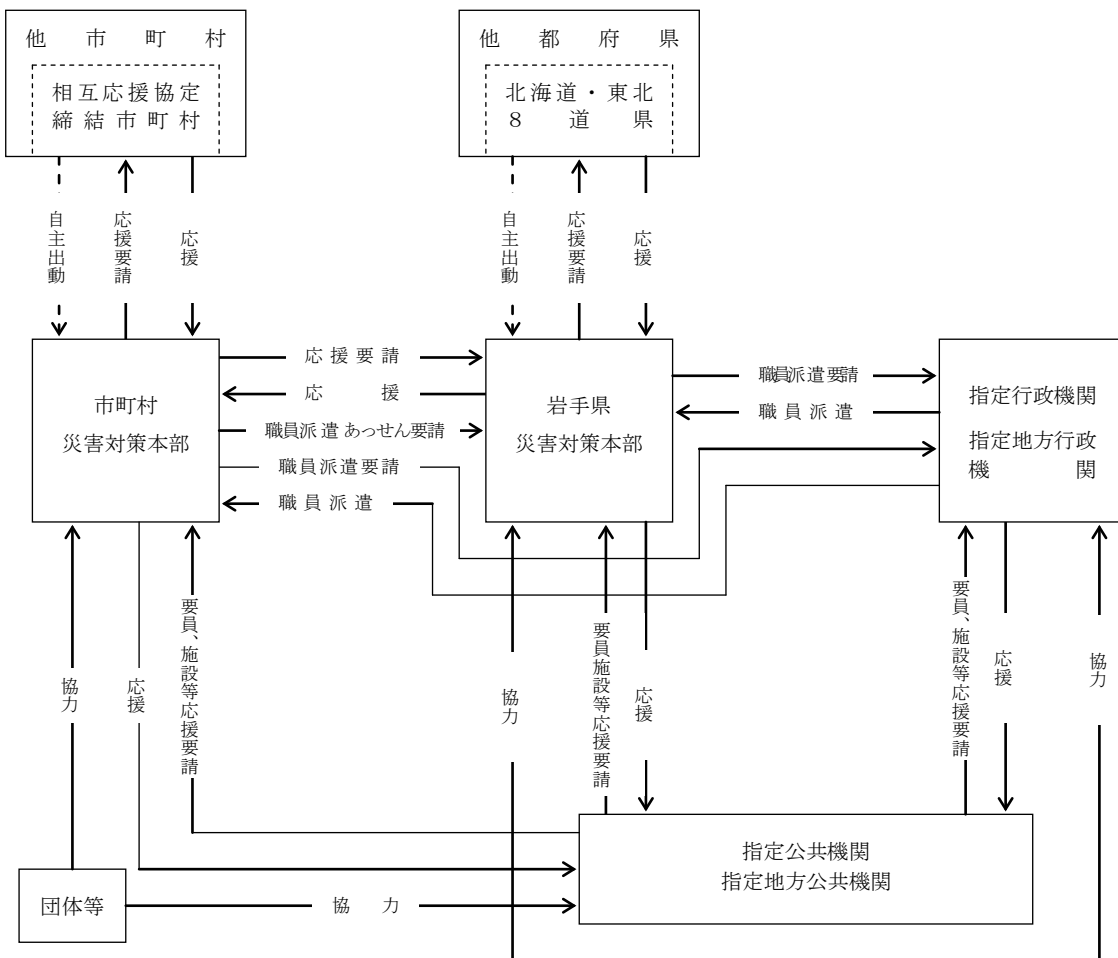 他市町村
相互応援協定
締結市町村
他都府県
北海道・東北
８道県
自主出動
応援要請
応援
自主出動
応援要請
応援
市町村
災害対策本部
応援要請
応援
職員派遣あっせん要請
職員派遣要請
職員派遣
岩手県
災害対策本部
職員派遣要請
職員派遣
指定行政機関
指定地方行政
機関
協力
応援
要員、施設等応援要請
協力
要員施設等応援要請
応援
要員、施設等応援要請
応援
協力
指定公共機関
指定地方公共機関
団体等
協力